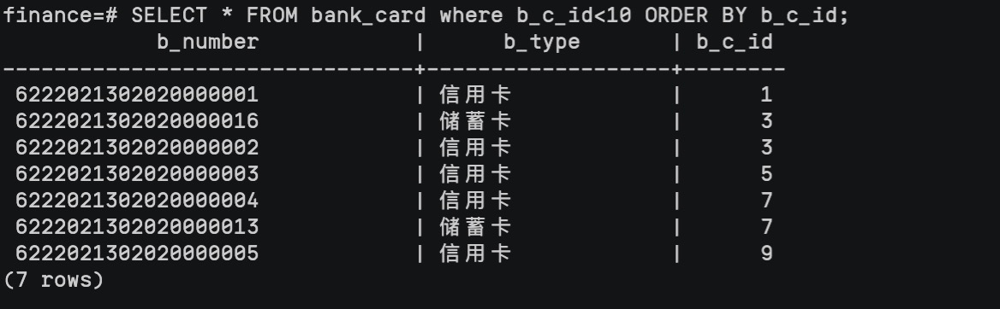 finance=# SELECT * FROM bank_card where b_c_id<10 ORDER BY b_c_id;
            b_number            |      b_type       | b_c_id
--------------------------------+-------------------+--------
 6222021302020000001            | 信用卡            |      1
 6222021302020000016            | 储蓄卡            |      3
 6222021302020000002            | 信用卡            |      3
 6222021302020000003            | 信用卡            |      5
 6222021302020000004            | 信用卡            |      7
 6222021302020000013            | 储蓄卡            |      7
 6222021302020000005            | 信用卡            |      9
(7 rows)